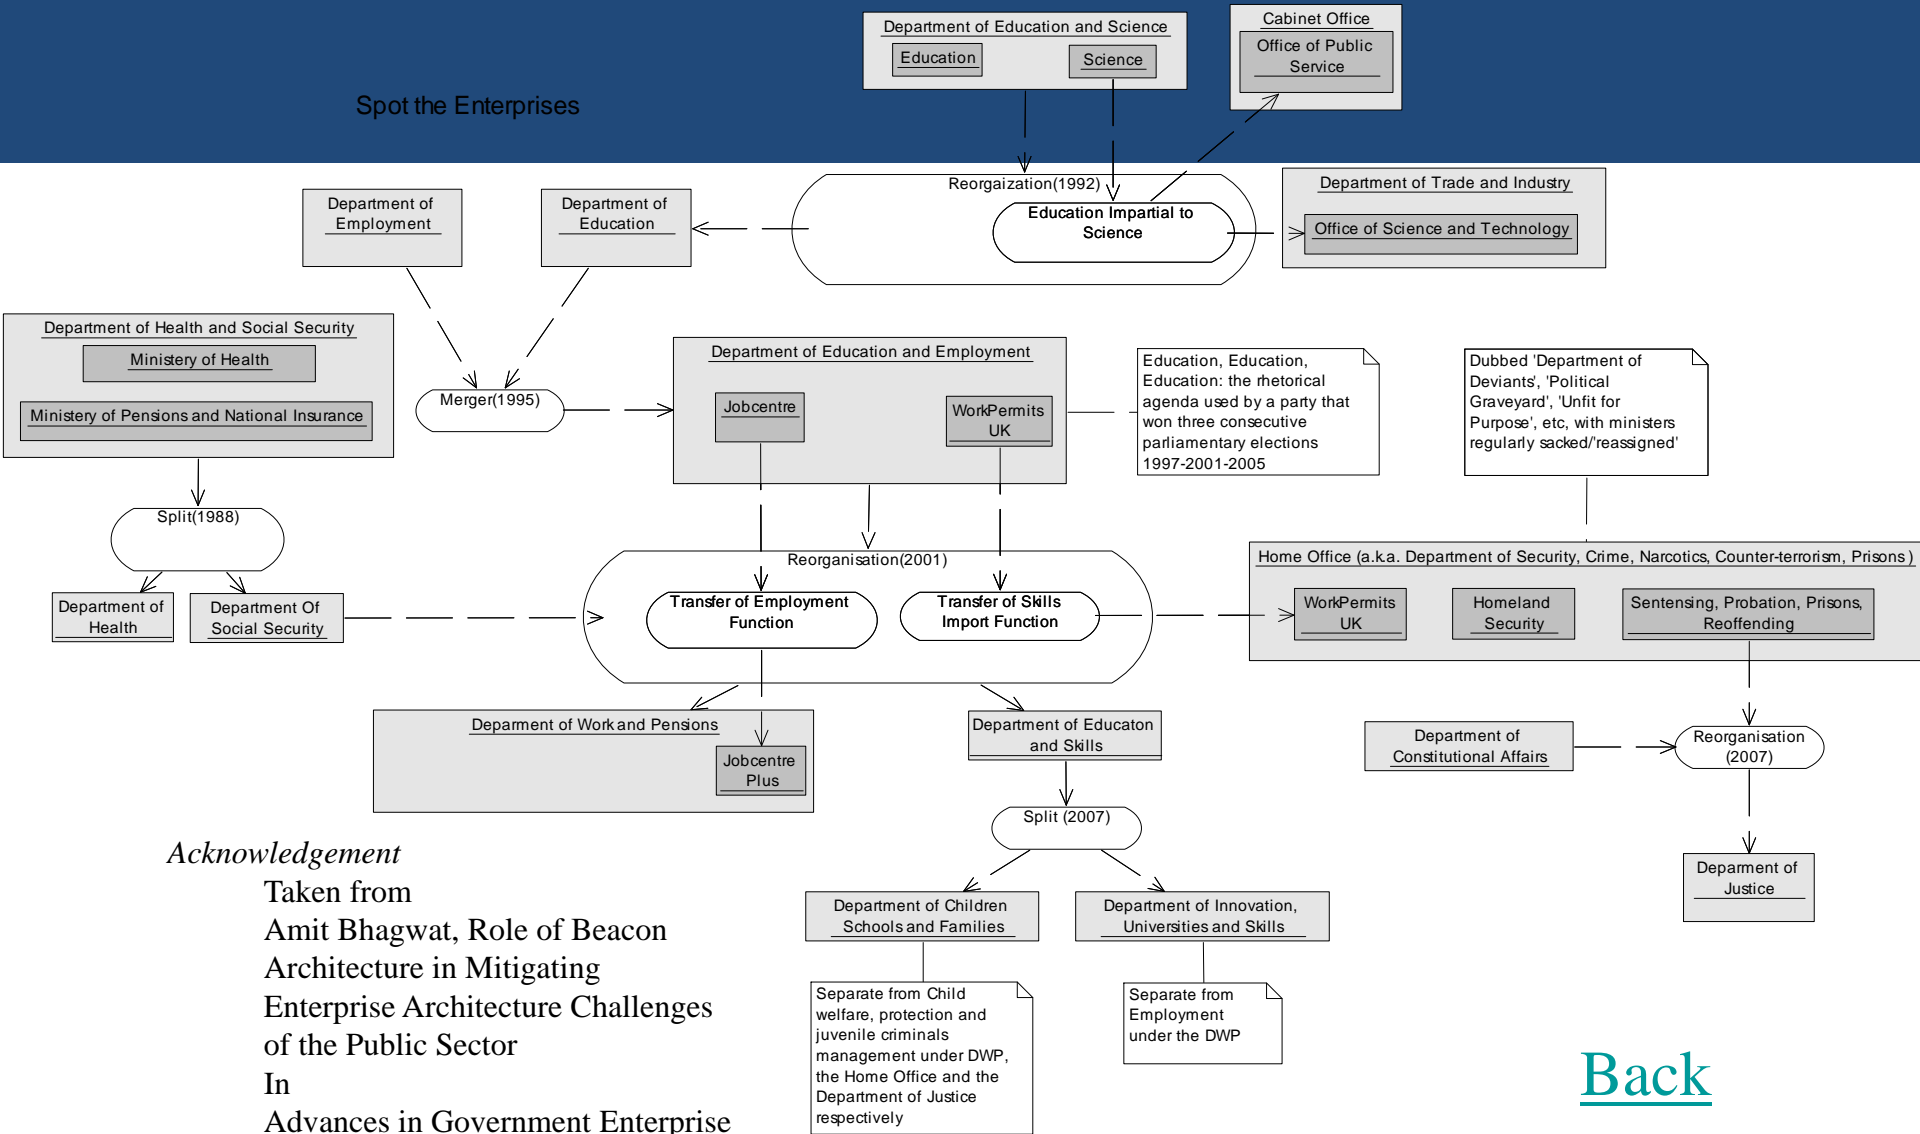 Spot the Enterprises
Department of Education and Science
Education
Science
Cabinet Office
Office of Public
Service
Reorgaization(1992)
Education Impartial to
Science
Department of Trade and Industry
Office of Science and Technology
Department of
Employment
Department of
Education
Department of Health and Social Security
Ministery of Health
Ministery of Pensions and National Insurance
Merger(1995)
Department of Education and Employment
Jobcentre
WorkPermits
UK
Education, Education,
Education: the rhetorical
agenda used by a party that
won three consecutive
parliamentary elections
1997-2001-2005
Dubbed 'Department of
Deviants', 'Political
Graveyard', 'Unfit for
Purpose', etc, with ministers
regularly sacked/'reassigned'
Split(1988)
Department of
Health
Department Of
Social Security
Reorganisation(2001)
Transfer of Employment
Function
Transfer of Skills
Import Function
Home Office (a.k.a. Department of Security, Crime, Narcotics, Counter-terrorism, Prisons )
WorkPermits
UK
Homeland
Security
Sentensing, Probation, Prisons,
Reoffending
Deparment of Work and Pensions
Jobcentre
Plus
Department of Educaton
and Skills
Department of
Constitutional Affairs
Reorganisation
(2007)
Split (2007)
Department of
Justice
Department of Children
Schools and Families
Department of Innovation,
Universities and Skills
Separate from Child
welfare, protection and
juvenile criminals
management under DWP,
the Home Office and the
Department of Justice
respectively
Separate from
Employment
under the DWP
Acknowledgement
Taken from
Amit Bhagwat, Role of Beacon
Architecture in Mitigating
Enterprise Architecture Challenges
of the Public Sector
In
Advances in Government Enterprise
Back